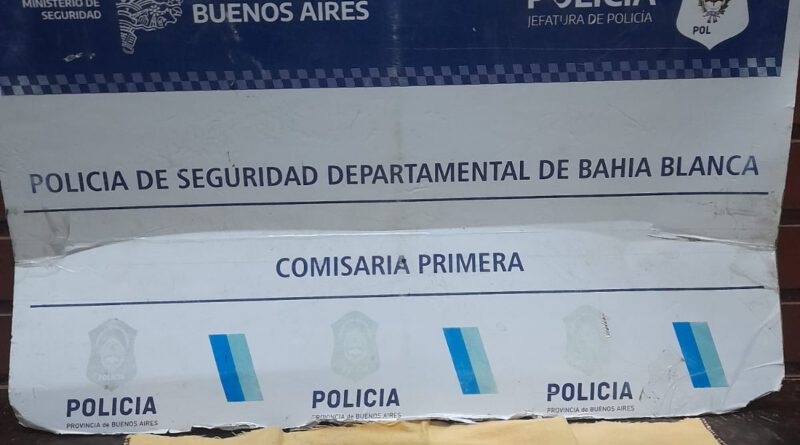 MINISTERIO DE
SEGURIDAD
BUENOS AIRES
POLICIA
JEFATURA DE POLICÍA
POL
POLICIA DE SEGURIDAD DEPARTAMENTAL DE BAHIA BLANCA
COMISARIA PRIMERA
POLICIA
POLICIA
PROVINCIA de BUENOS AIRES
POLICIA
PROVINCIA de BUENOS AIRES
POLICIA
PROVINCIA de BUENOS AIRES